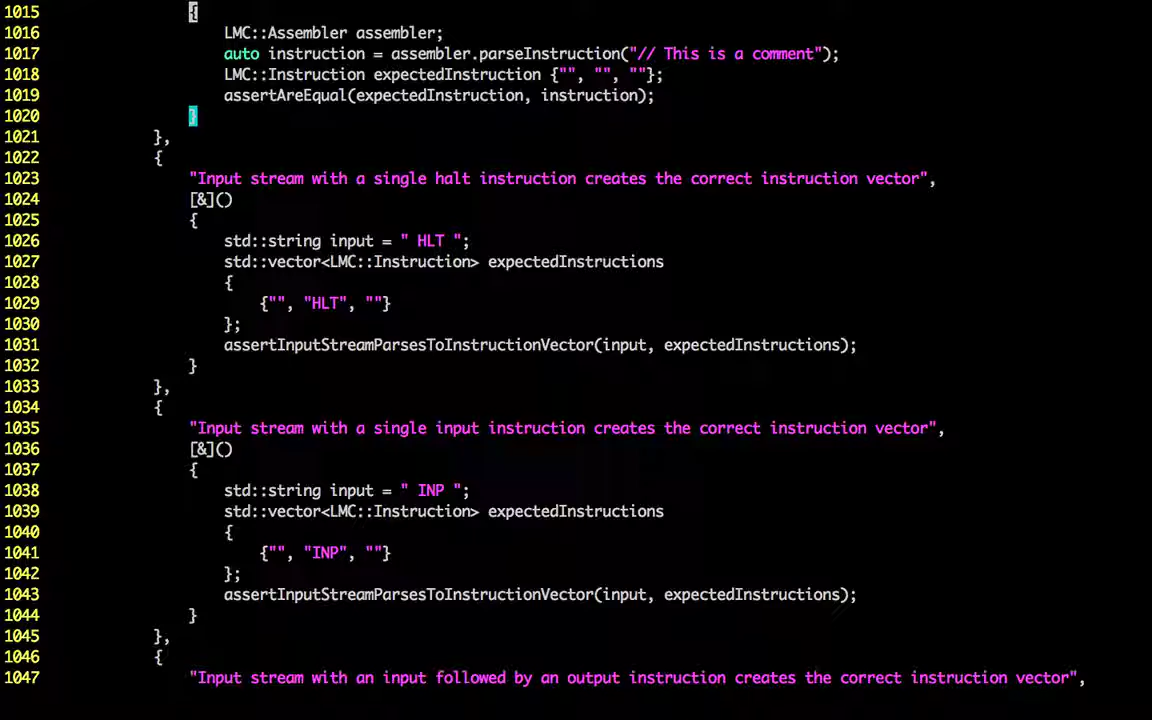 1015                 {
1016                     LMC::Assembler assembler;
1017                     auto instruction = assembler.parseInstruction("// This is a comment");
1018                     LMC::Instruction expectedInstruction {"", "", ""};
1019                     assertAreEqual(expectedInstruction, instruction);
1020                 }
1021             },
1022             {
1023                 "Input stream with a single halt instruction creates the correct instruction vector",
1024                 [&]()
1025                 {
1026                     std::string input = " HLT ";
1027                     std::vector<LMC::Instruction> expectedInstructions
1028                     {
1029                         {"", "HLT", ""}
1030                     };
1031                     assertInputStreamParsesToInstructionVector(input, expectedInstructions);
1032                 }
1033             },
1034             {
1035                 "Input stream with a single input instruction creates the correct instruction vector",
1036                 [&]()
1037                 {
1038                     std::string input = " INP ";
1039                     std::vector<LMC::Instruction> expectedInstructions
1040                     {
1041                         {"", "INP", ""}
1042                     };
1043                     assertInputStreamParsesToInstructionVector(input, expectedInstructions);
1044                 }
1045             },
1046             {
1047                 "Input stream with an input followed by an output instruction creates the correct instruction vector",